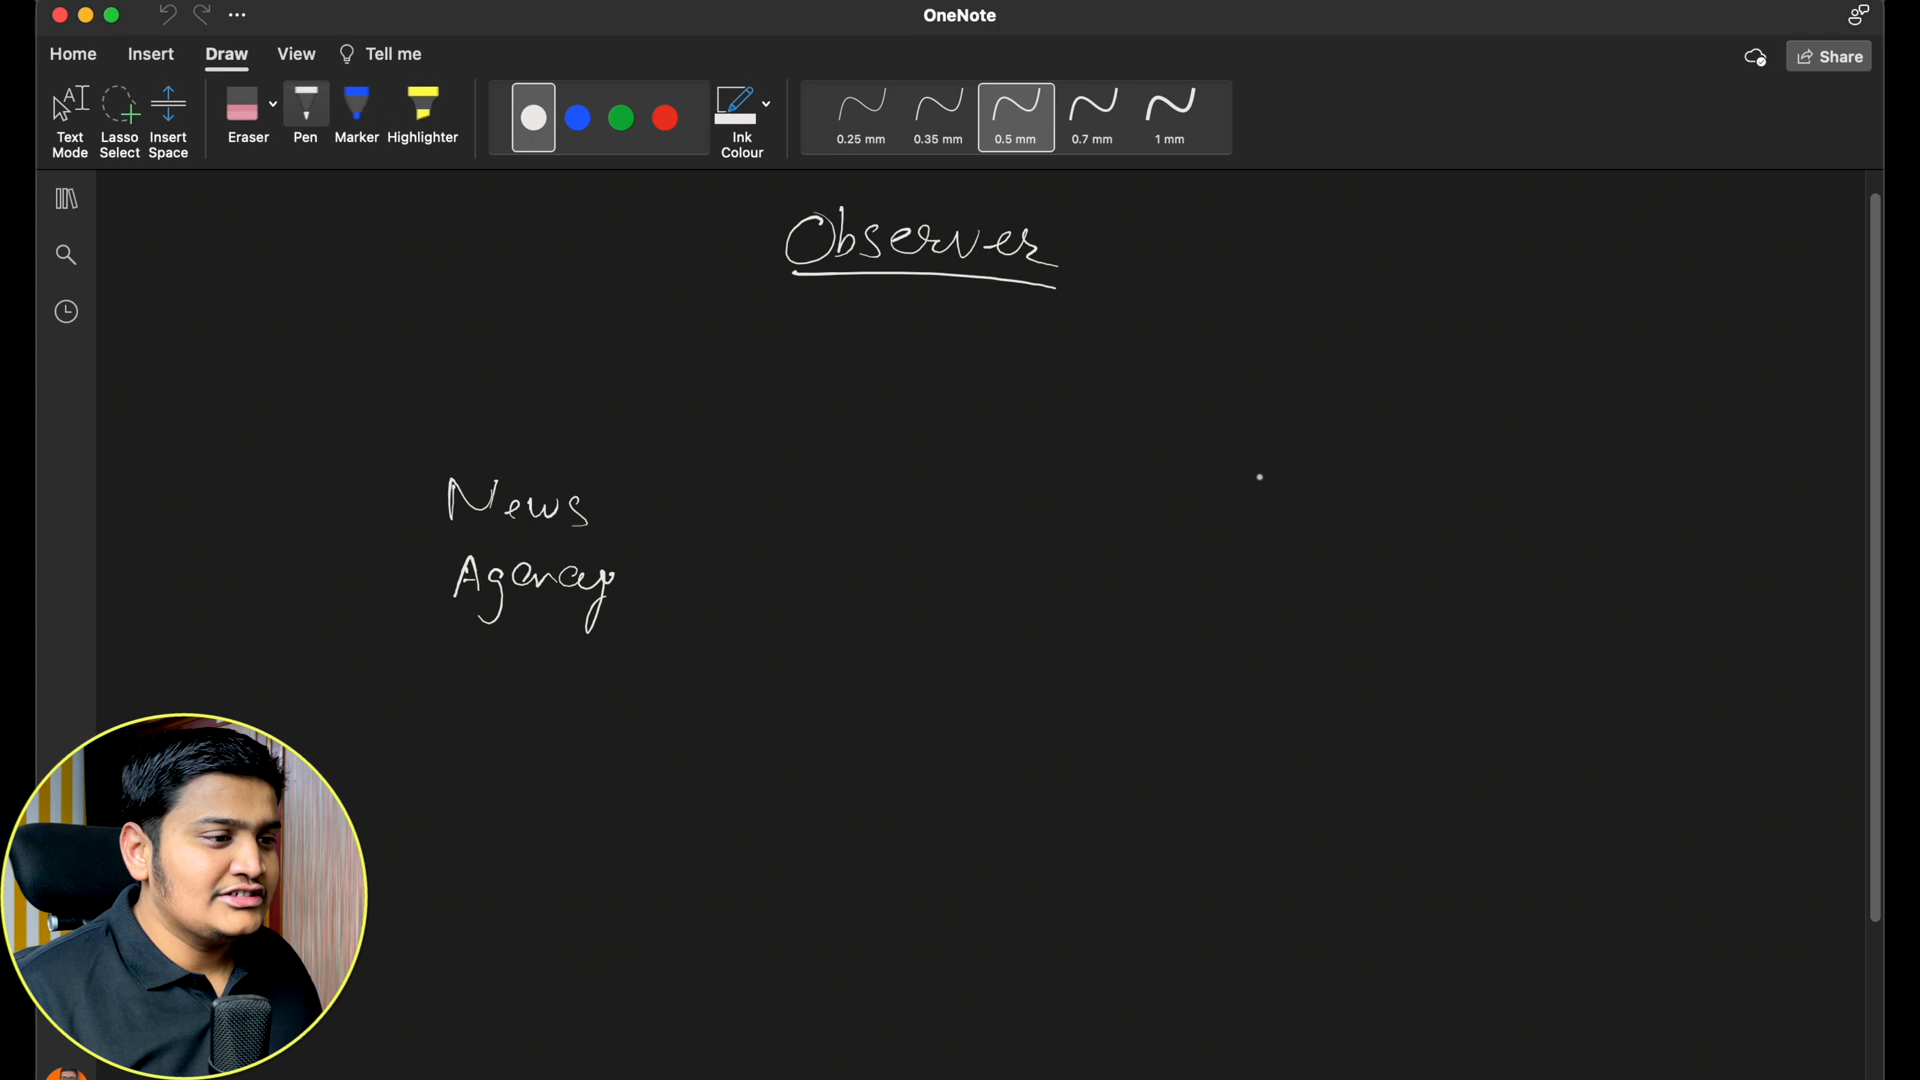 OneNote
Home Insert Draw View Tell me
Share
Text Mode
Lasso Select
Insert Space
Eraser
Pen
Marker
Highlighter
Ink Colour
0.25 mm
0.35 mm
0.5 mm
0.7 mm
1 mm
Observer
News
Agency